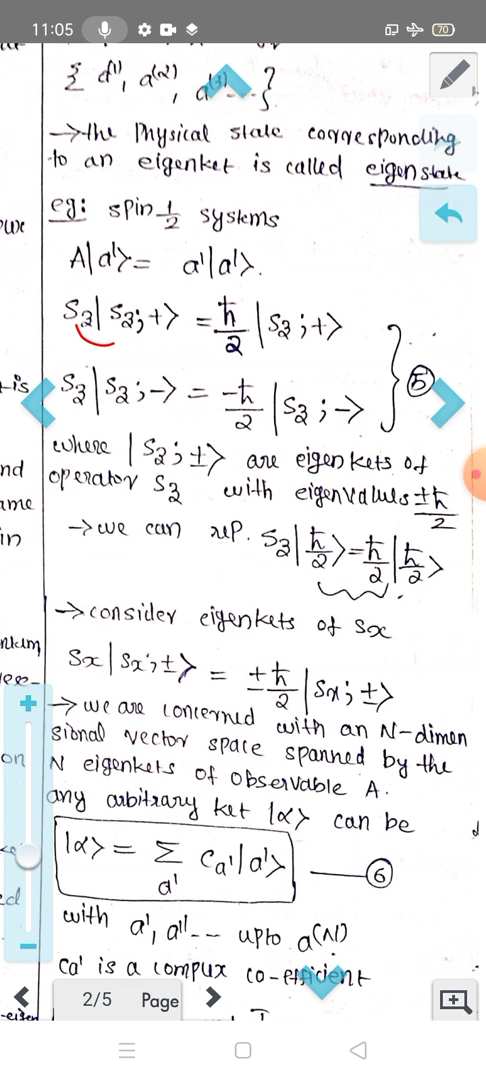 11:05
70
{ a⁽¹⁾, a⁽²⁾, a⁽³⁾ -- }
→ the Physical state corresponding
to an eigenket is called eigenstate
eg: spin 1/2 systems
A|a'> = a'|a'>.
Sz|Sz;+> = ħ/2 |Sz;+>
Sz|Sz;-> = -ħ/2 |Sz;->
} ⑤
where |Sz;±> are eigenkets of
operator Sz with eigenvalues ±ħ/2
→ we can rep. Sz|ħ/2> = ħ/2|ħ/2>
→ consider eigenkets of Sx
Sx|Sx;±> = ±ħ/2 |Sx;±>
→ we are concerned with an N-dimen
sional vector space spanned by the
N eigenkets of observable A.
any arbitrary ket |α> can be
|α> = Σ_a' Ca'|a'> — ⑥
with a', a'' -- upto a(N)
Ca' is a complex co-efficient
2/5 Page